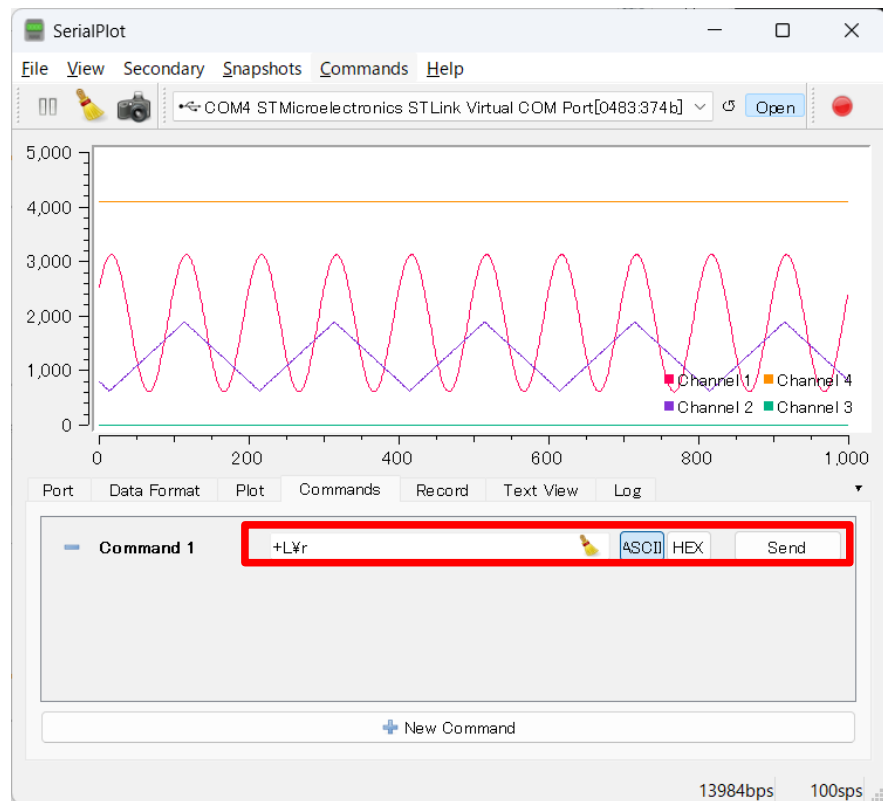 SerialPlot
File View Secondary Snapshots Commands Help
COM4 STMicroelectronics STLink Virtual COM Port[0483:374b] Open
5,000
4,000
3,000
2,000
1,000
0
Channel 1 Channel 4
Channel 2 Channel 3
0 200 400 600 800 1,000
Port Data Format Plot Commands Record Text View Log
Command 1 +L¥r ASCII HEX Send
New Command
13984bps 100sps